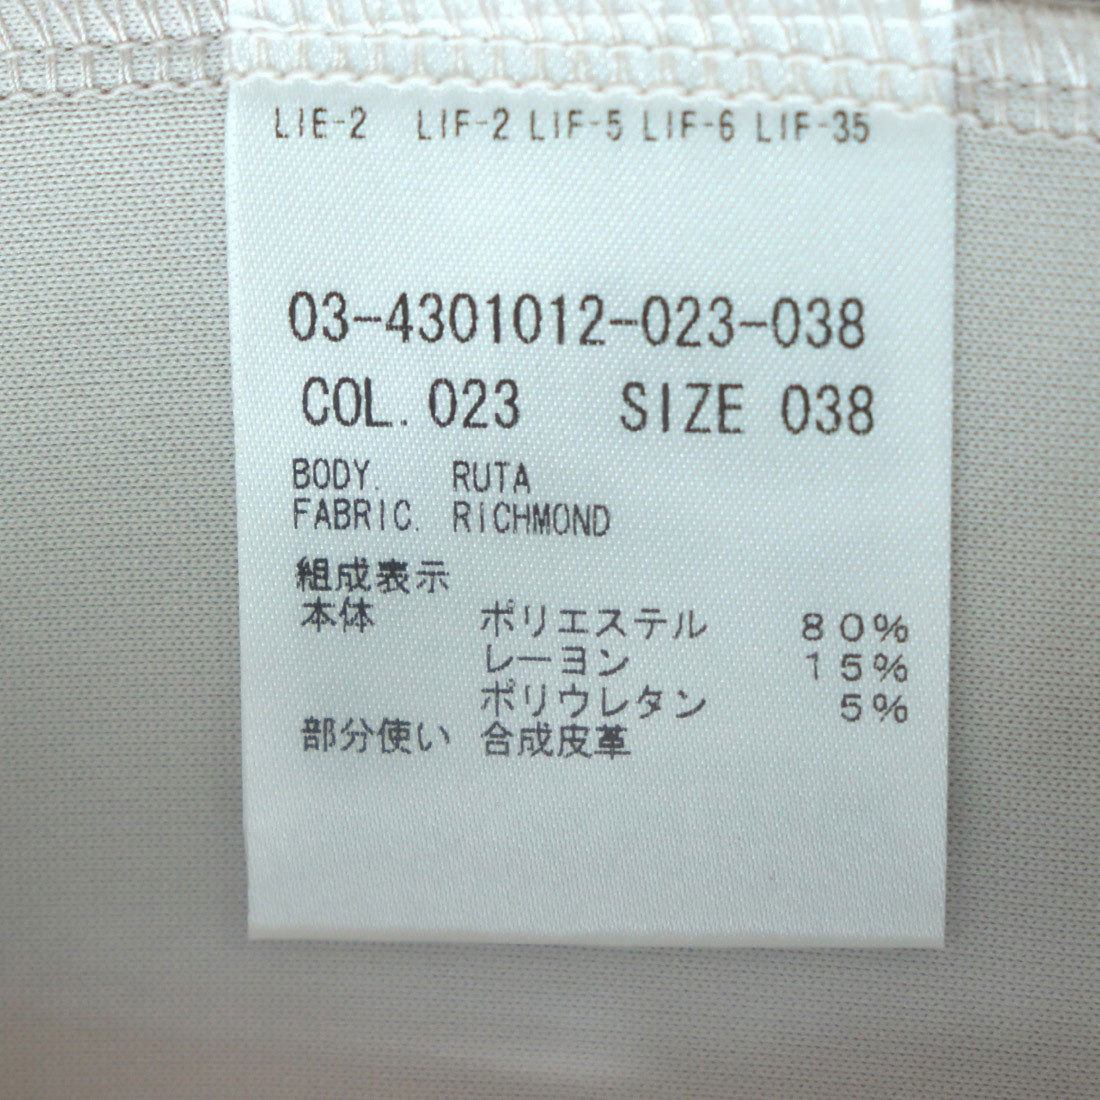 LIE-2 LIF-2 LIF-5 LIF-6 LIF-35
03-4301012-023-038
COL. 023 SIZE 038
BODY. RUTA
FABRIC. RICHMOND
組成表示
本体 ポリエステル 80%
レーヨン 15%
ポリウレタン 5%
部分使い 合成皮革